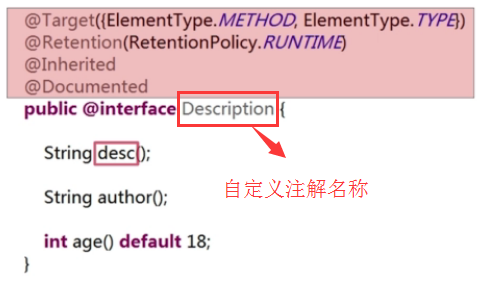 @Target({ElementType.METHOD, ElementType.TYPE})
@Retention(RetentionPolicy.RUNTIME)
@Inherited
@Documented
public @interface Description {
String desc();
自定义注解名称
String author();
int age() default 18;
}